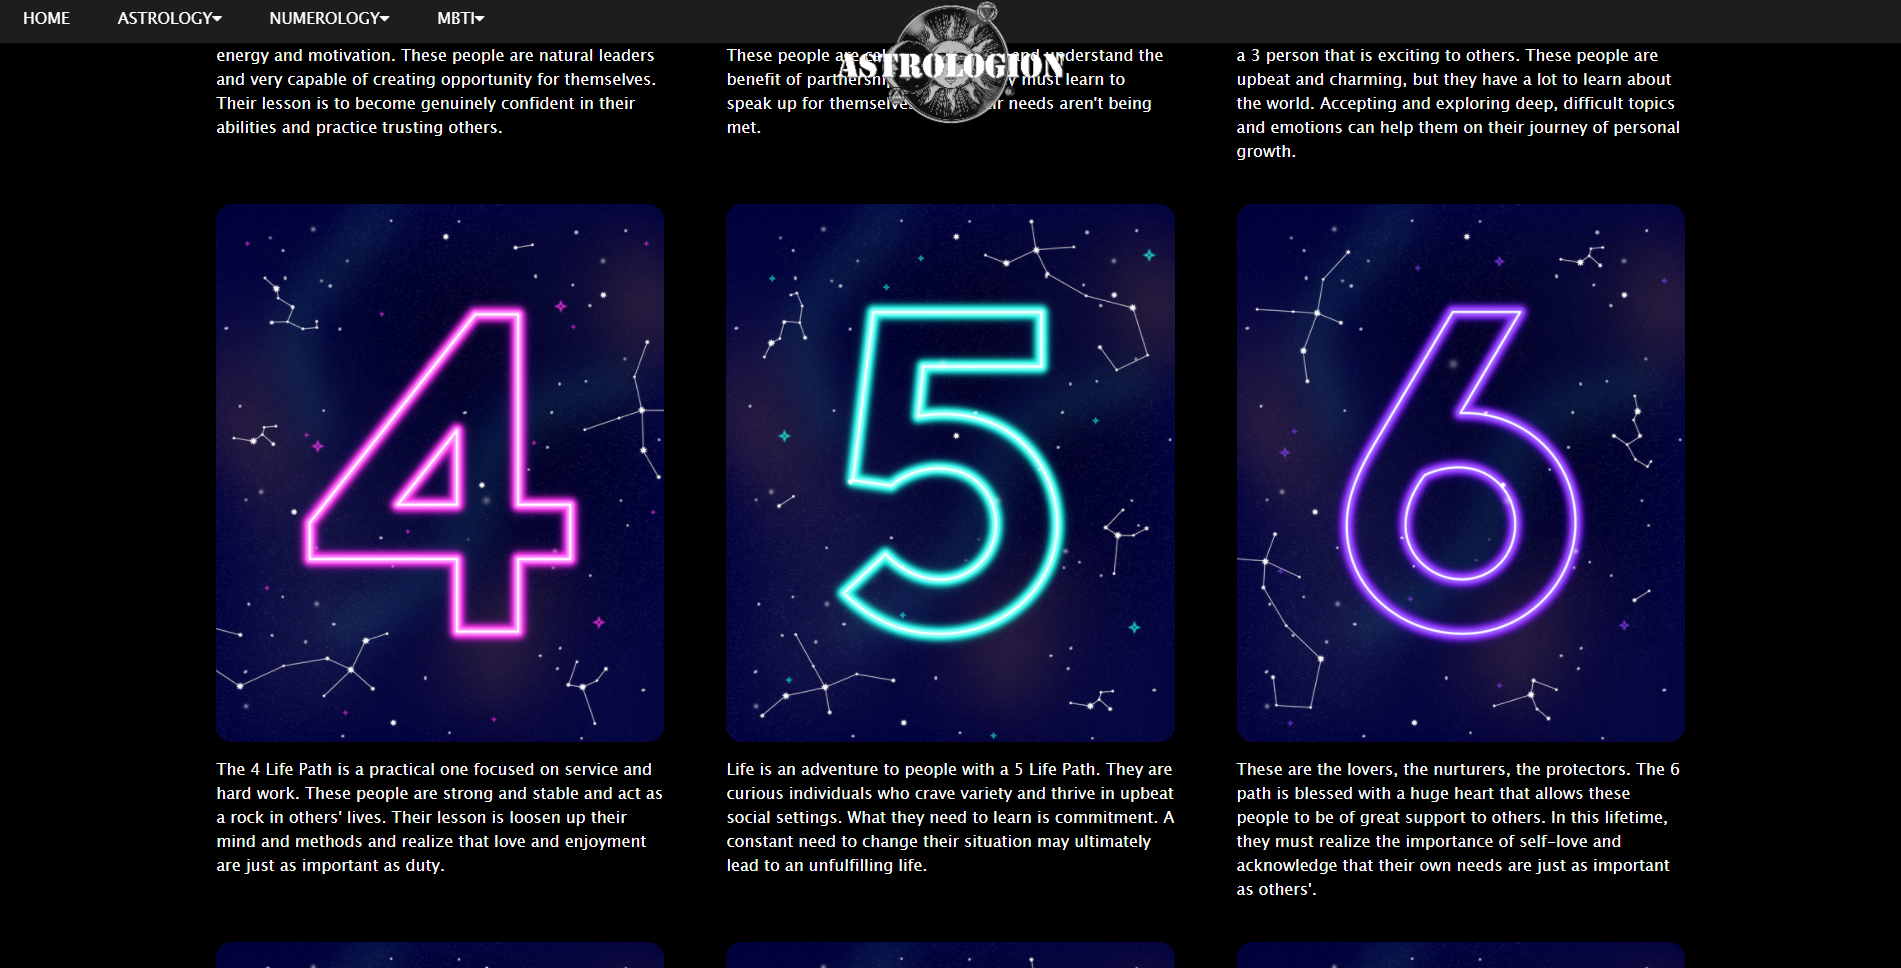 HOME ASTROLOGY NUMEROLOGY MBTI
ASTROLOGION
energy and motivation. These people are natural leaders
and very capable of creating opportunity for themselves.
Their lesson is to become genuinely confident in their
abilities and practice trusting others.
These people are and understand the
benefit of must learn to
speak up for needs aren't being
met.
a 3 person that is exciting to others. These people are
upbeat and charming, but they have a lot to learn about
the world. Accepting and exploring deep, difficult topics
and emotions can help them on their journey of personal
growth.
4
5
6
The 4 Life Path is a practical one focused on service and
hard work. These people are strong and stable and act as
a rock in others' lives. Their lesson is loosen up their
mind and methods and realize that love and enjoyment
are just as important as duty.
Life is an adventure to people with a 5 Life Path. They are
curious individuals who crave variety and thrive in upbeat
social settings. What they need to learn is commitment. A
constant need to change their situation may ultimately
lead to an unfulfilling life.
These are the lovers, the nurturers, the protectors. The 6
path is blessed with a huge heart that allows these
people to be of great support to others. In this lifetime,
they must realize the importance of self-love and
acknowledge that their own needs are just as important
as others'.